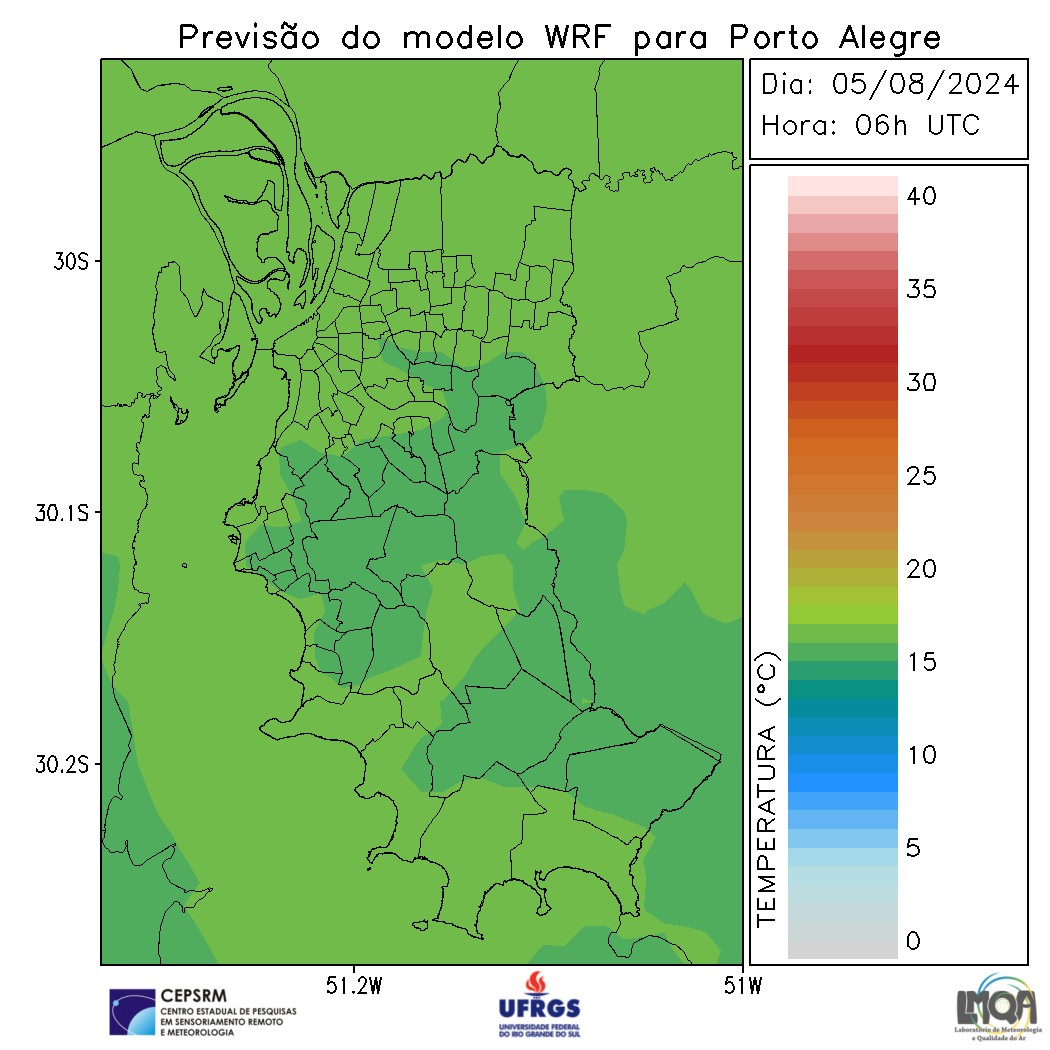 Previsão do modelo WRF para Porto Alegre
Dia: 05/08/2024
Hora: 06h UTC
30S
30.1S
30.2S
51.2W
51W
TEMPERATURA (°C)
40
35
30
25
20
15
10
5
0
CEPSRM
CENTRO ESTADUAL DE PESQUISAS
EM SENSORIAMENTO REMOTO
E METEOROLOGIA
UFRGS
UNIVERSIDADE FEDERAL
DO RIO GRANDE DO SUL
LMQA
Laboratório de Meteorologia
e Qualidade do Ar